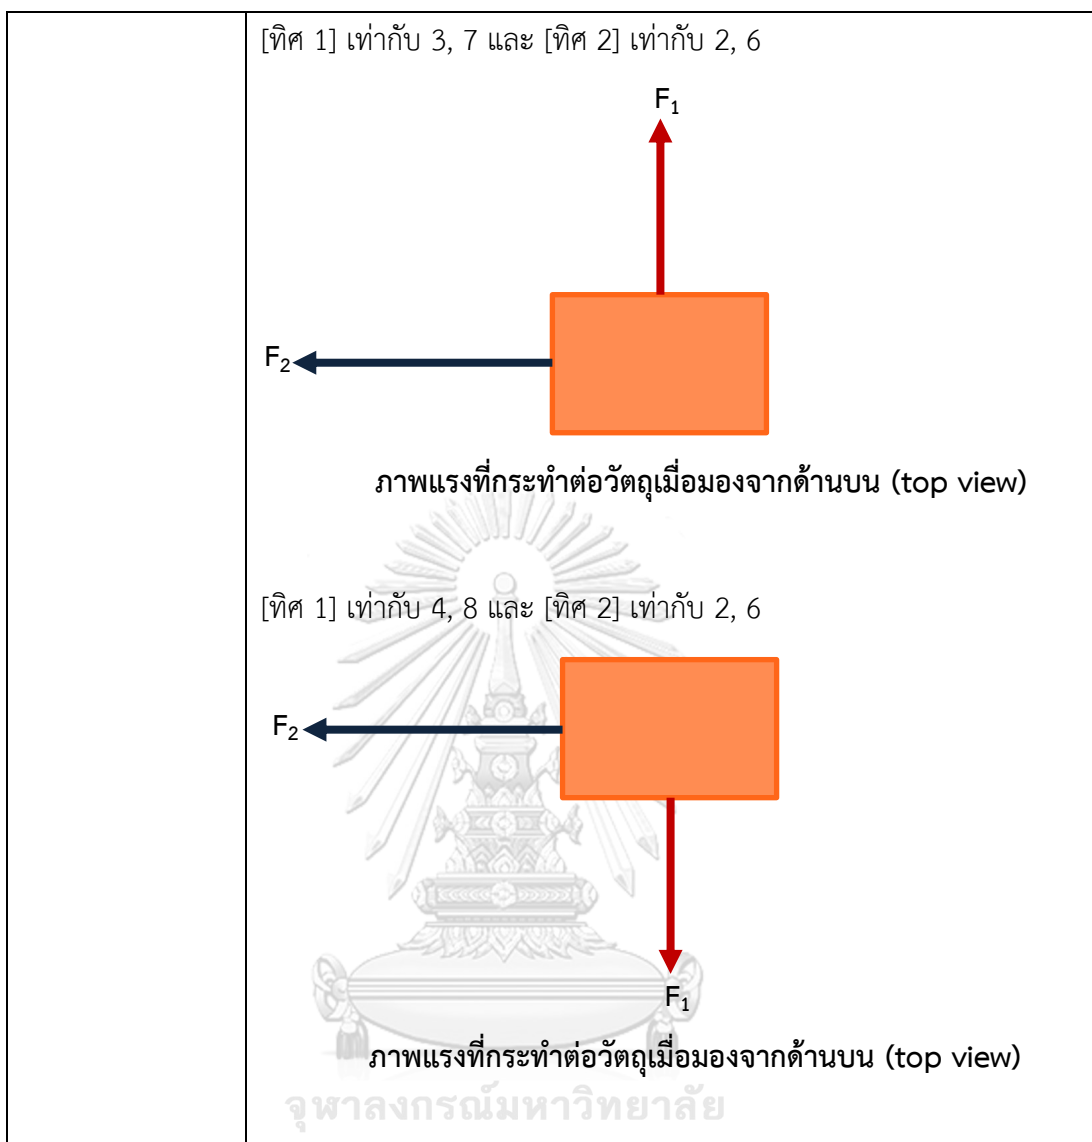 [ทิศ 1] เท่ากับ 3, 7 และ [ทิศ 2] เท่ากับ 2, 6
F₁
F₂
ภาพแรงที่กระทำต่อวัตถุเมื่อมองจากด้านบน (top view)
[ทิศ 1] เท่ากับ 4, 8 และ [ทิศ 2] เท่ากับ 2, 6
F₂
F₁
ภาพแรงที่กระทำต่อวัตถุเมื่อมองจากด้านบน (top view)
จุฬาลงกรณ์มหาวิทยาลัย